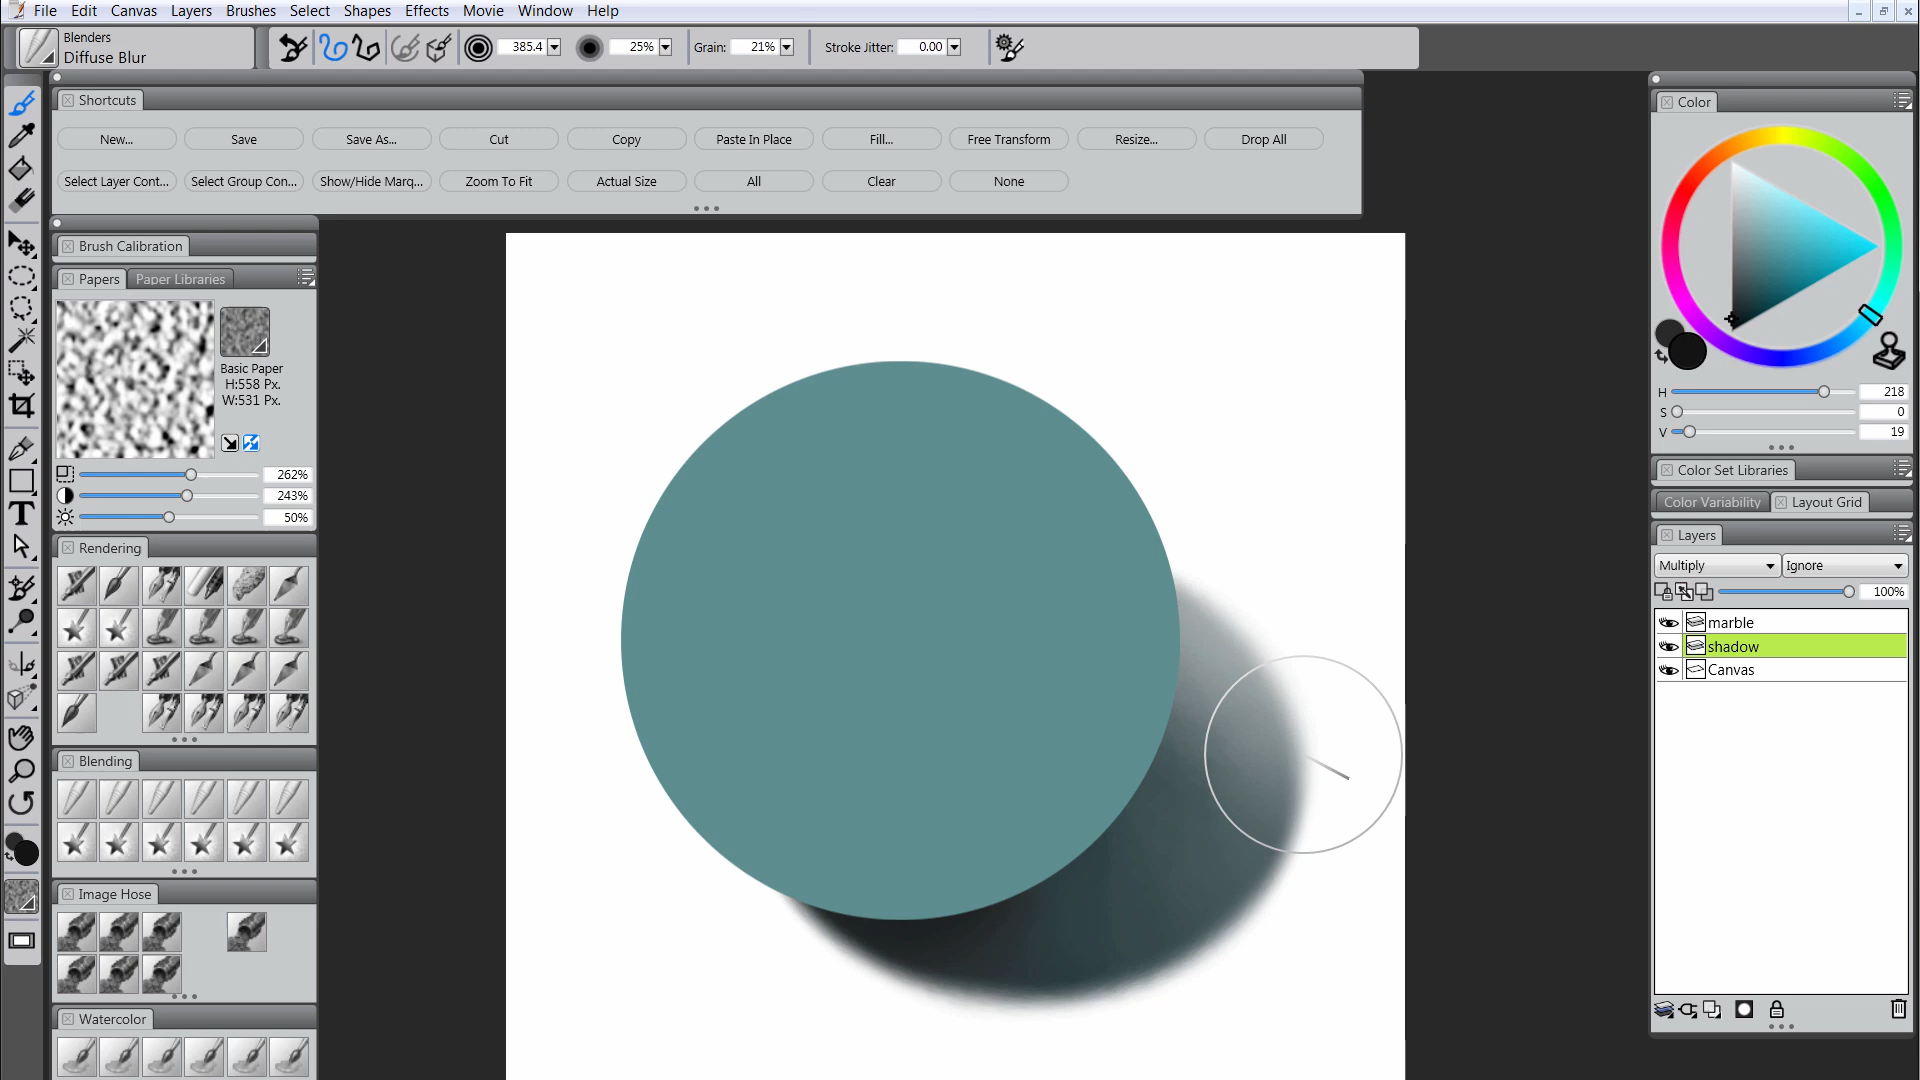 File Edit Canvas Layers Brushes Select Shapes Effects Movie Window Help
Blenders
Diffuse Blur
385.4 25% Grain: 21% Stroke Jitter: 0.00
Shortcuts
New... Save Save As... Cut Copy Paste In Place Fill... Free Transform Resize... Drop All
Select Layer Cont... Select Group Con... Show/Hide Marq... Zoom To Fit Actual Size All Clear None
Brush Calibration
Papers Paper Libraries
Basic Paper
H:558 Px.
W:531 Px.
262%
243%
50%
Rendering
Blending
Image Hose
Watercolor
T
Color
H 218
S 0
V 19
Color Set Libraries
Color Variability Layout Grid
Layers
Multiply Ignore
100%
marble
shadow
Canvas